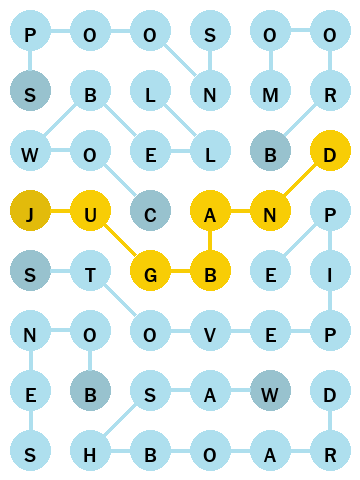 P O O S O O
S B L N M R
W O E L B D
J U C A N P
S T G B E I
N O O V E P
E B S A W D
S H B O A R